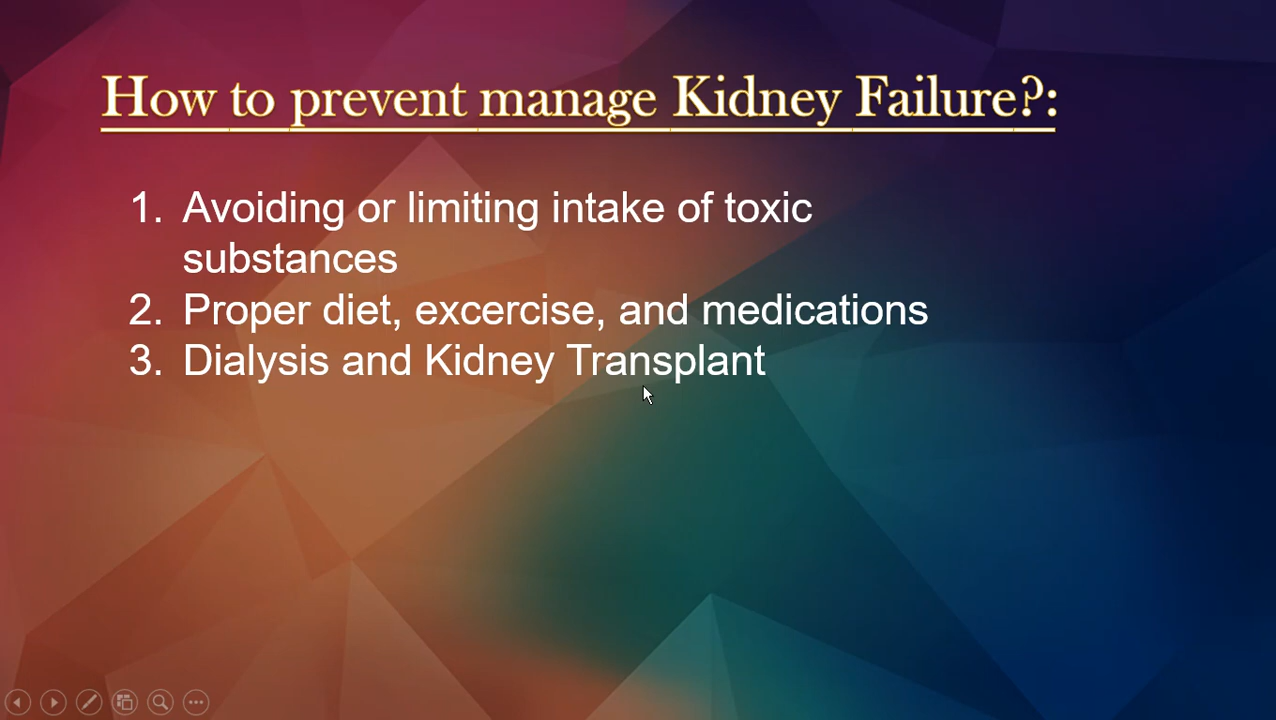 How to prevent manage Kidney Failure?:
1. Avoiding or limiting intake of toxic
substances
2. Proper diet, excercise, and medications
3. Dialysis and Kidney Transplant